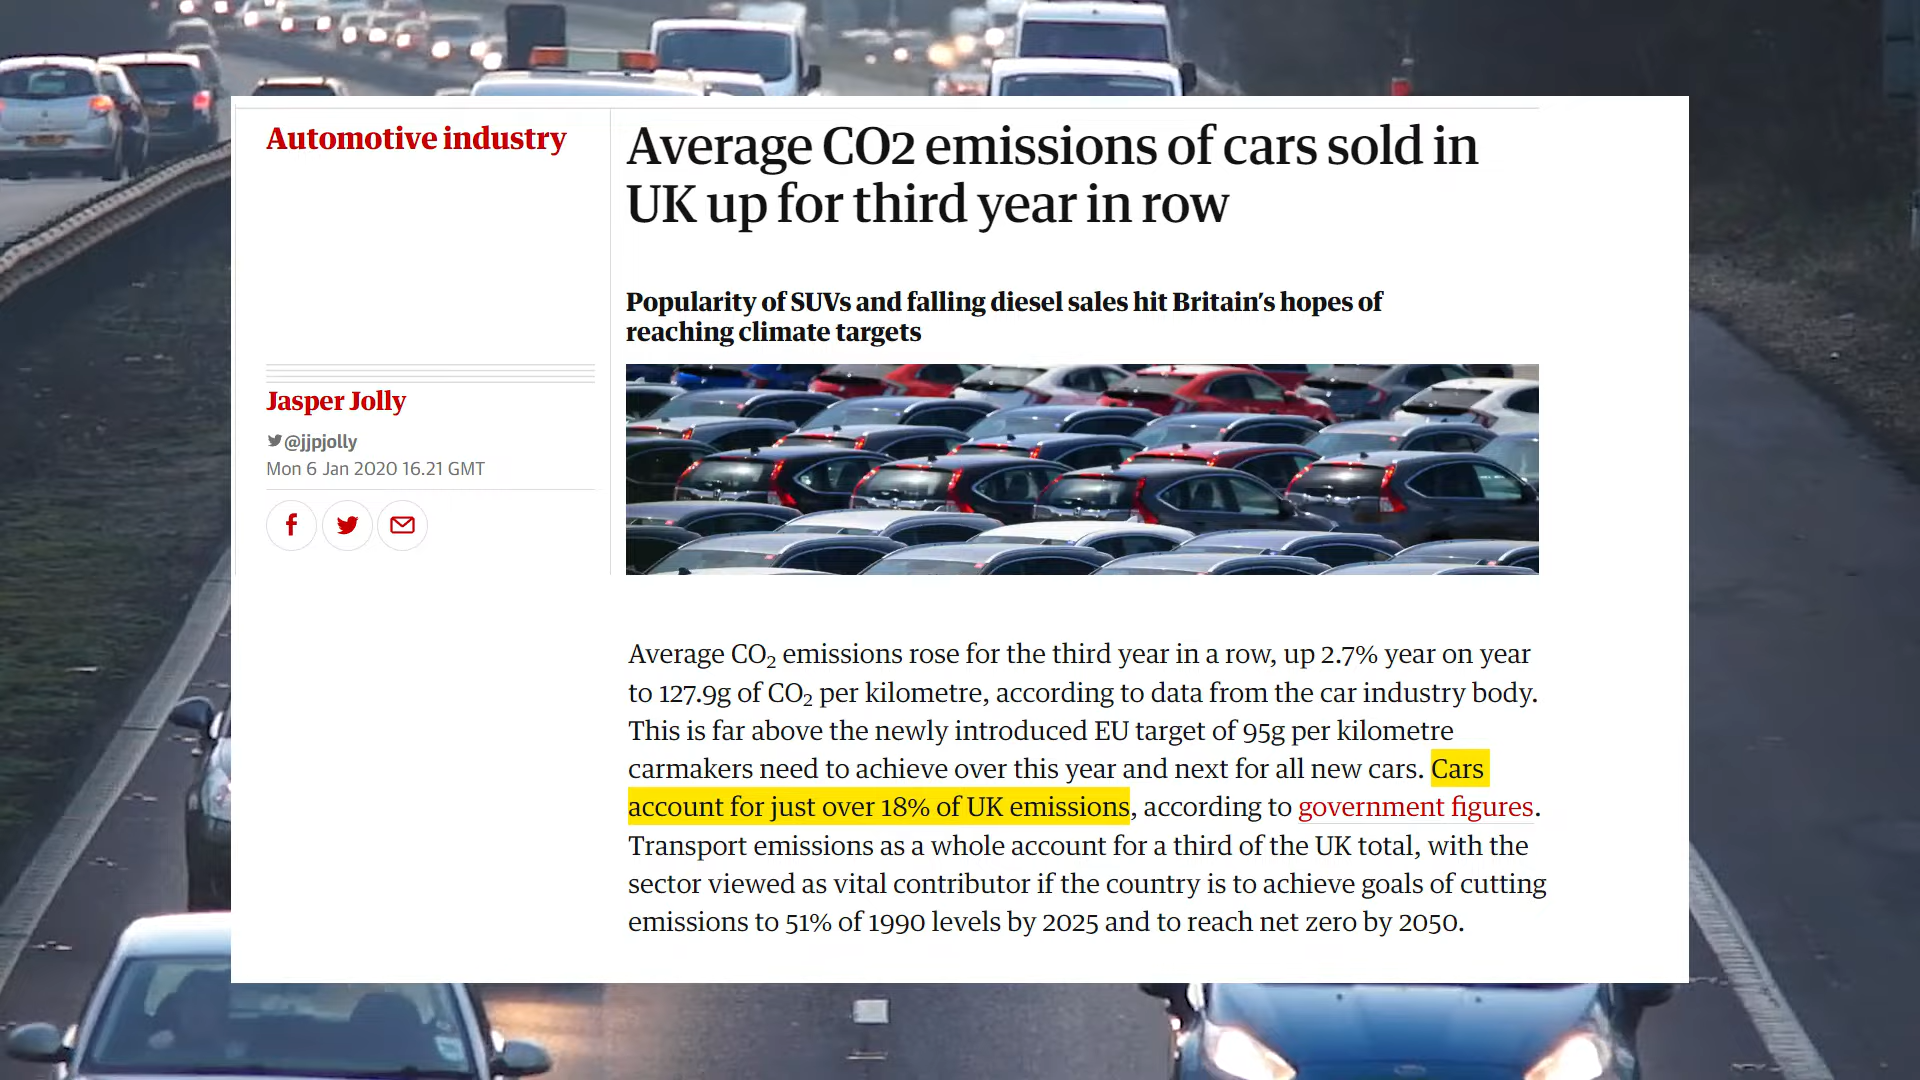 Automotive industry
Average CO2 emissions of cars sold in
UK up for third year in row
Popularity of SUVs and falling diesel sales hit Britain's hopes of
reaching climate targets
Jasper Jolly
@jjpjolly
Mon 6 Jan 2020 16.21 GMT
Average CO₂ emissions rose for the third year in a row, up 2.7% year on year
to 127.9g of CO₂ per kilometre, according to data from the car industry body.
This is far above the newly introduced EU target of 95g per kilometre
carmakers need to achieve over this year and next for all new cars. Cars
account for just over 18% of UK emissions, according to government figures.
Transport emissions as a whole account for a third of the UK total, with the
sector viewed as vital contributor if the country is to achieve goals of cutting
emissions to 51% of 1990 levels by 2025 and to reach net zero by 2050.